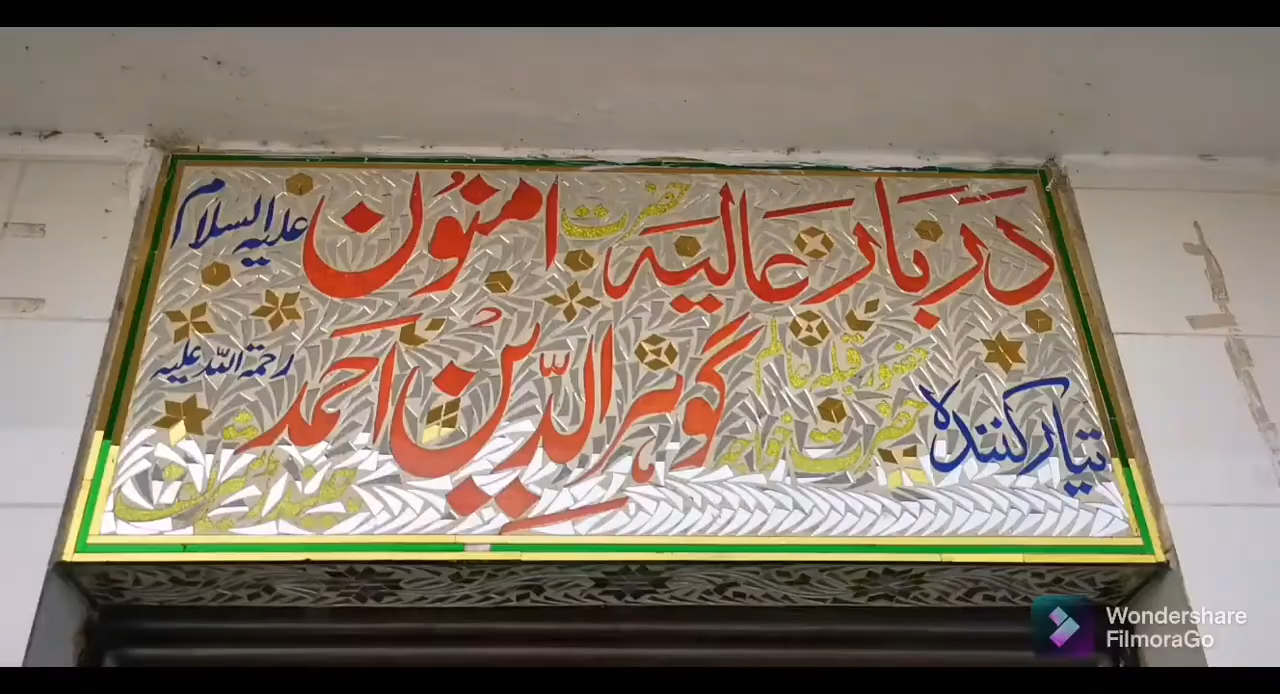 دربار عالیہ حضرت امنون علیہ السلام
تیار کنندہ حضور قبلہ عالم حضرت خواجہ گوہر الدین احمد رحمۃ اللہ علیہ
Wondershare
FilmoraGo